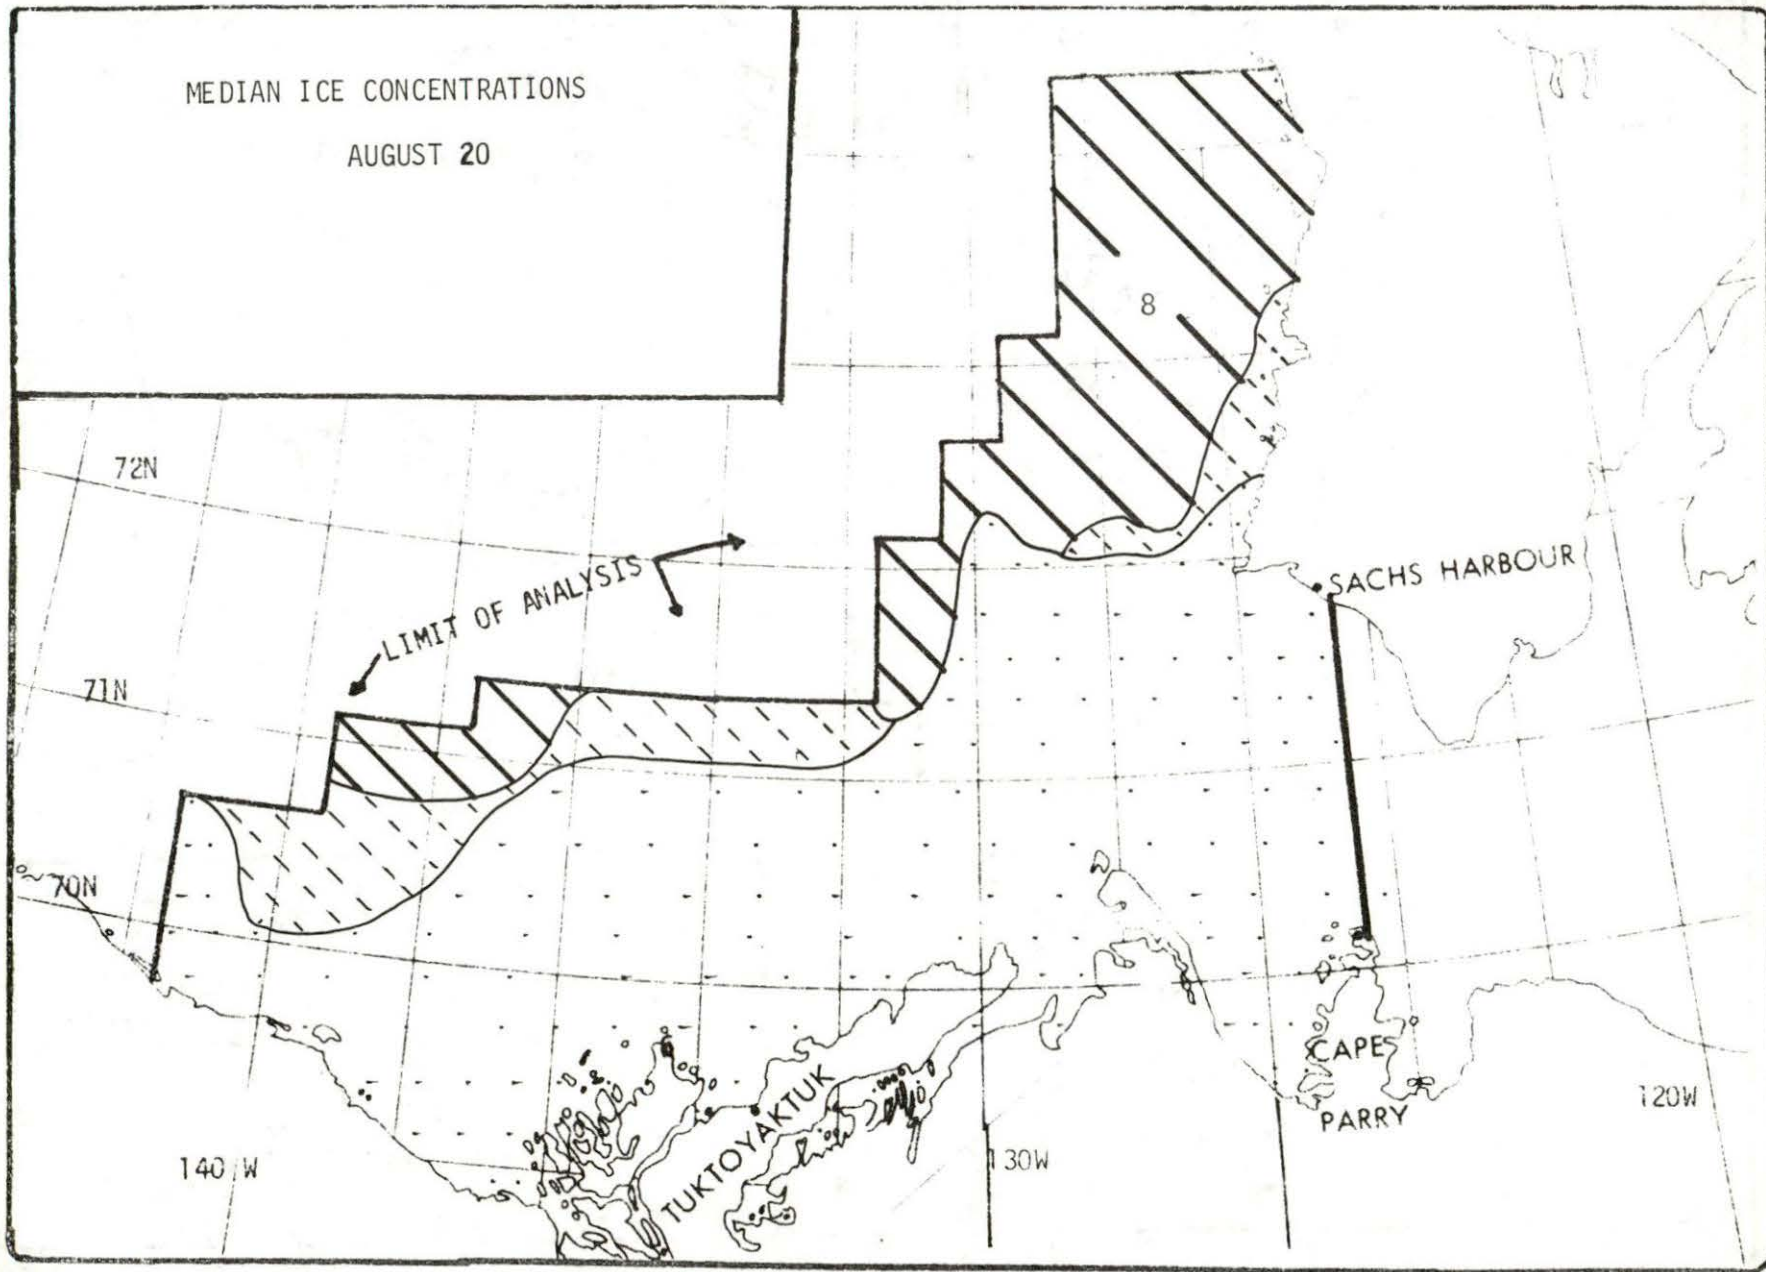 MEDIAN ICE CONCENTRATIONS
AUGUST 20
8
72N
LIMIT OF ANALYSIS
SACHS HARBOUR
71N
70N
CAPE
PARRY
120W
140 W
130W
TUKTOYAKTUK